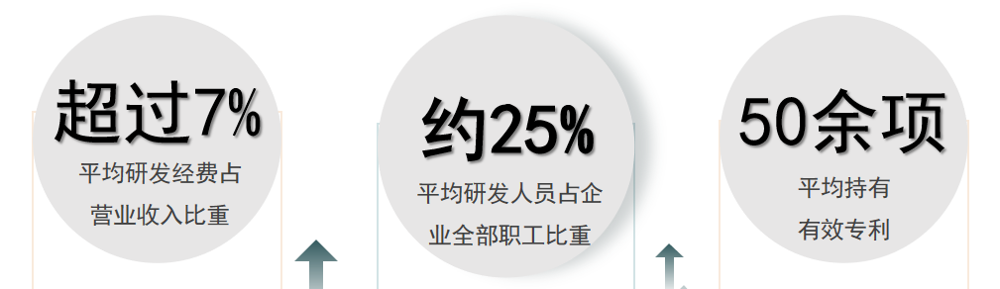 超过7%
平均研发经费占
营业收入比重
约25%
平均研发人员占企
业全部职工比重
50余项
平均持有
有效专利